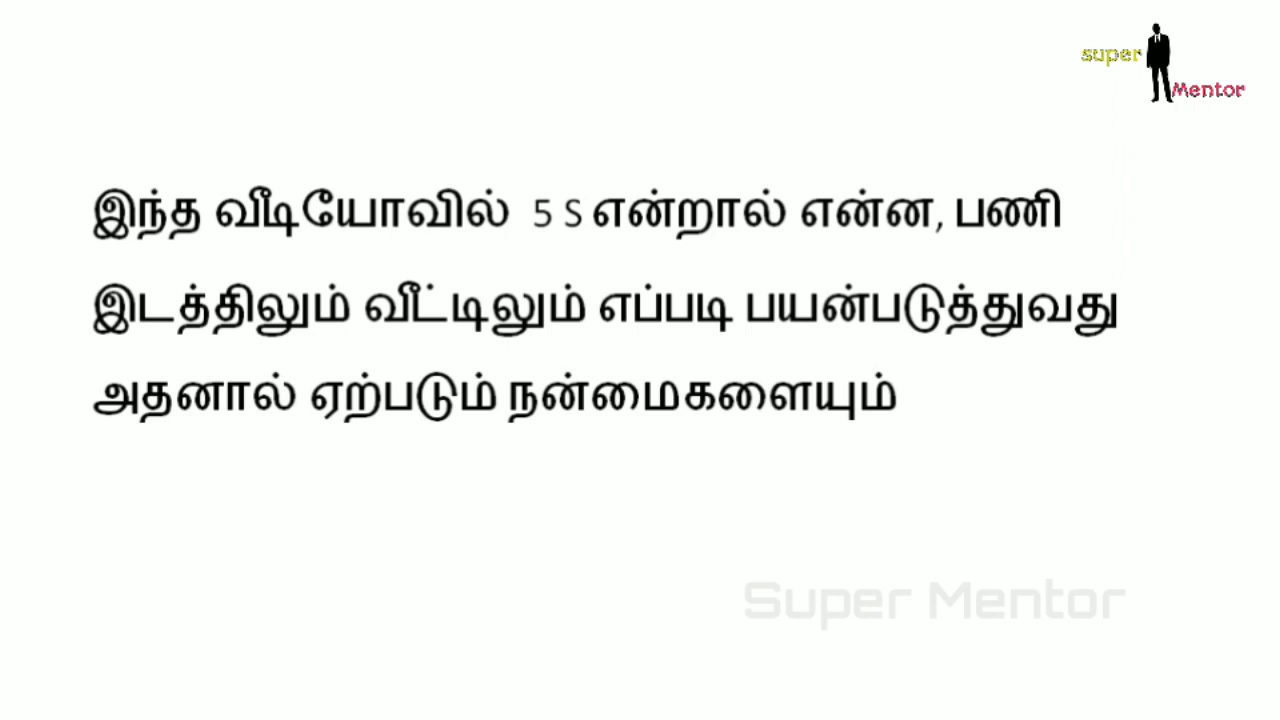 super
Mentor
இந்த வீடியோவில் 5 S என்றால் என்ன, பணி
இடத்திலும் வீட்டிலும் எப்படி பயன்படுத்துவது
அதனால் ஏற்படும் நன்மைகளையும்
Super Mentor